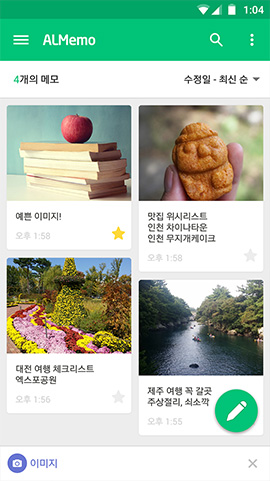 1:04
ALMemo
4개의 메모
수정일 - 최신 순
예쁜 이미지!
오후 1:58
맛집 위시리스트
인천 차이나타운
인천 무지개케이크
오후 1:58
대전 여행 체크리스트
엑스포공원
오후 1:56
제주 여행 꼭 갈곳
주상절리, 쇠소깍
오후 1:55
이미지